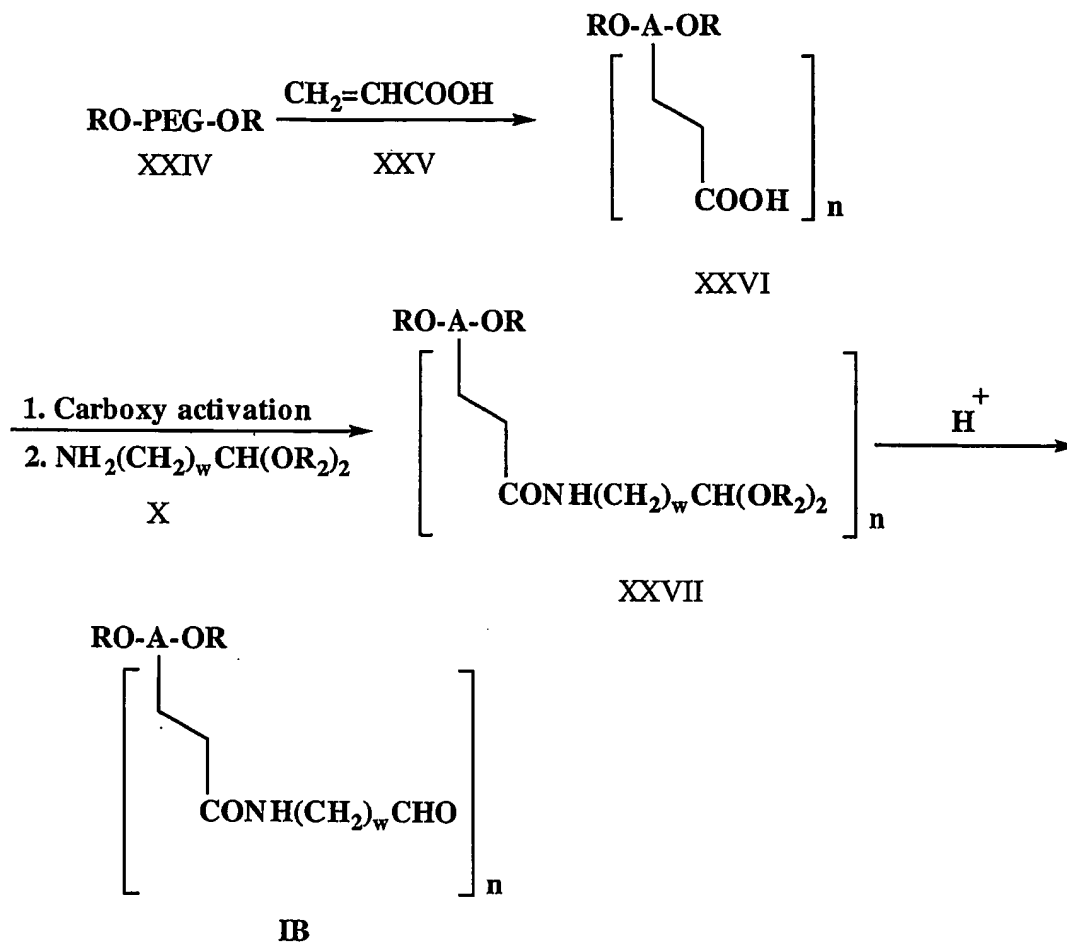 RO-A-OR
CH₂=CHCOOH
RO-PEG-OR
XXIV
XXV
COOH
n
XXVI
RO-A-OR
1. Carboxy activation
2. NH₂(CH₂)wCH(OR₂)₂
X
H⁺
CONH(CH₂)wCH(OR₂)₂
n
XXVII
RO-A-OR
CONH(CH₂)wCHO
n
IB